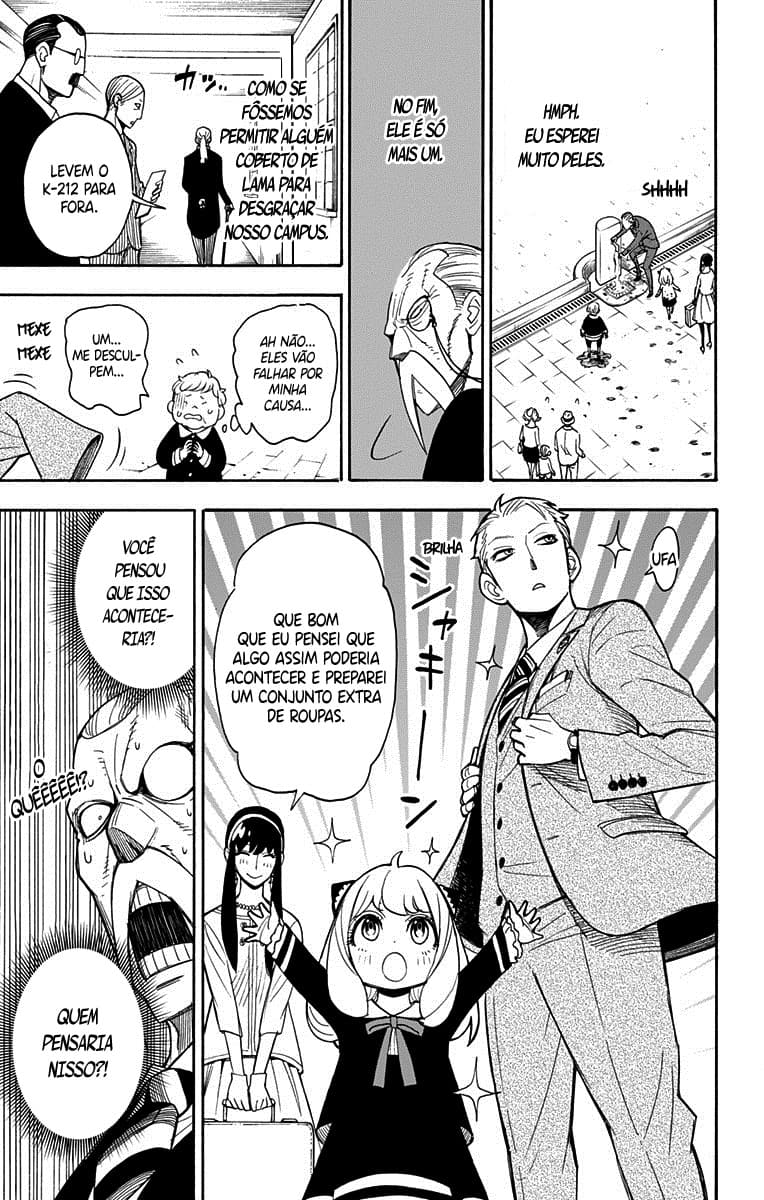 HMPH.
EU ESPEREI
MUITO DELES.
SHHHH
NO FIM,
ELE É SÓ
MAIS UM.
COMO SE
FÔSSEMOS
PERMITIR ALGUÉM
COBERTO DE
LAMA PARA
DESGRAÇAR
NOSSO CAMPUS.
カッ..
LEVEM O
K-212 PARA
FORA.
AH NÃO...
ELES VÃO
FALHAR POR
MINHA
CAUSA...
UM...
ME DESCUL-
PEM...
MEXE
MEXE
UFA
BRILHA
シャキーン
QUE BOM
QUE EU PENSEI QUE
ALGO ASSIM PODERIA
ACONTECER E PREPAREI
UM CONJUNTO EXTRA
DE ROUPAS.
VOCÊ
PENSOU
QUE ISSO
ACONTECE-
RIA?!
O
QUÊÊÊÊÊ!?
QUEM
PENSARIA
NISSO?!